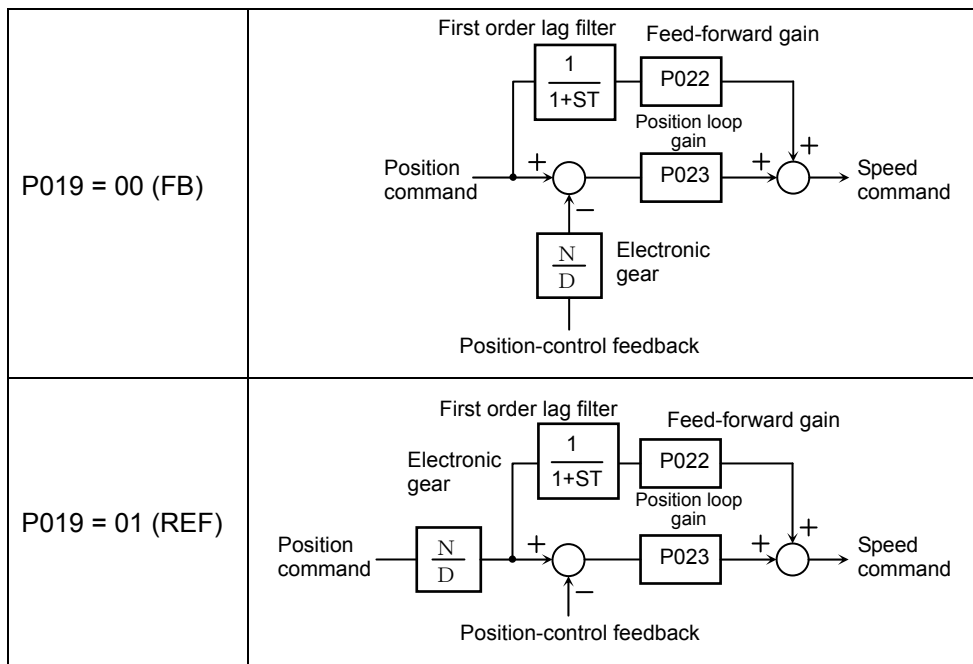 P019 = 00 (FB)
First order lag filter
Feed-forward gain
1
1+ST
P022
Position loop
gain
Position
command
+
−
P023
+
+
Speed
command
N
D
Electronic
gear
Position-control feedback
P019 = 01 (REF)
First order lag filter
Feed-forward gain
Electronic
gear
1
1+ST
P022
Position loop
gain
Position
command
N
D
+
−
P023
+
+
Speed
command
Position-control feedback